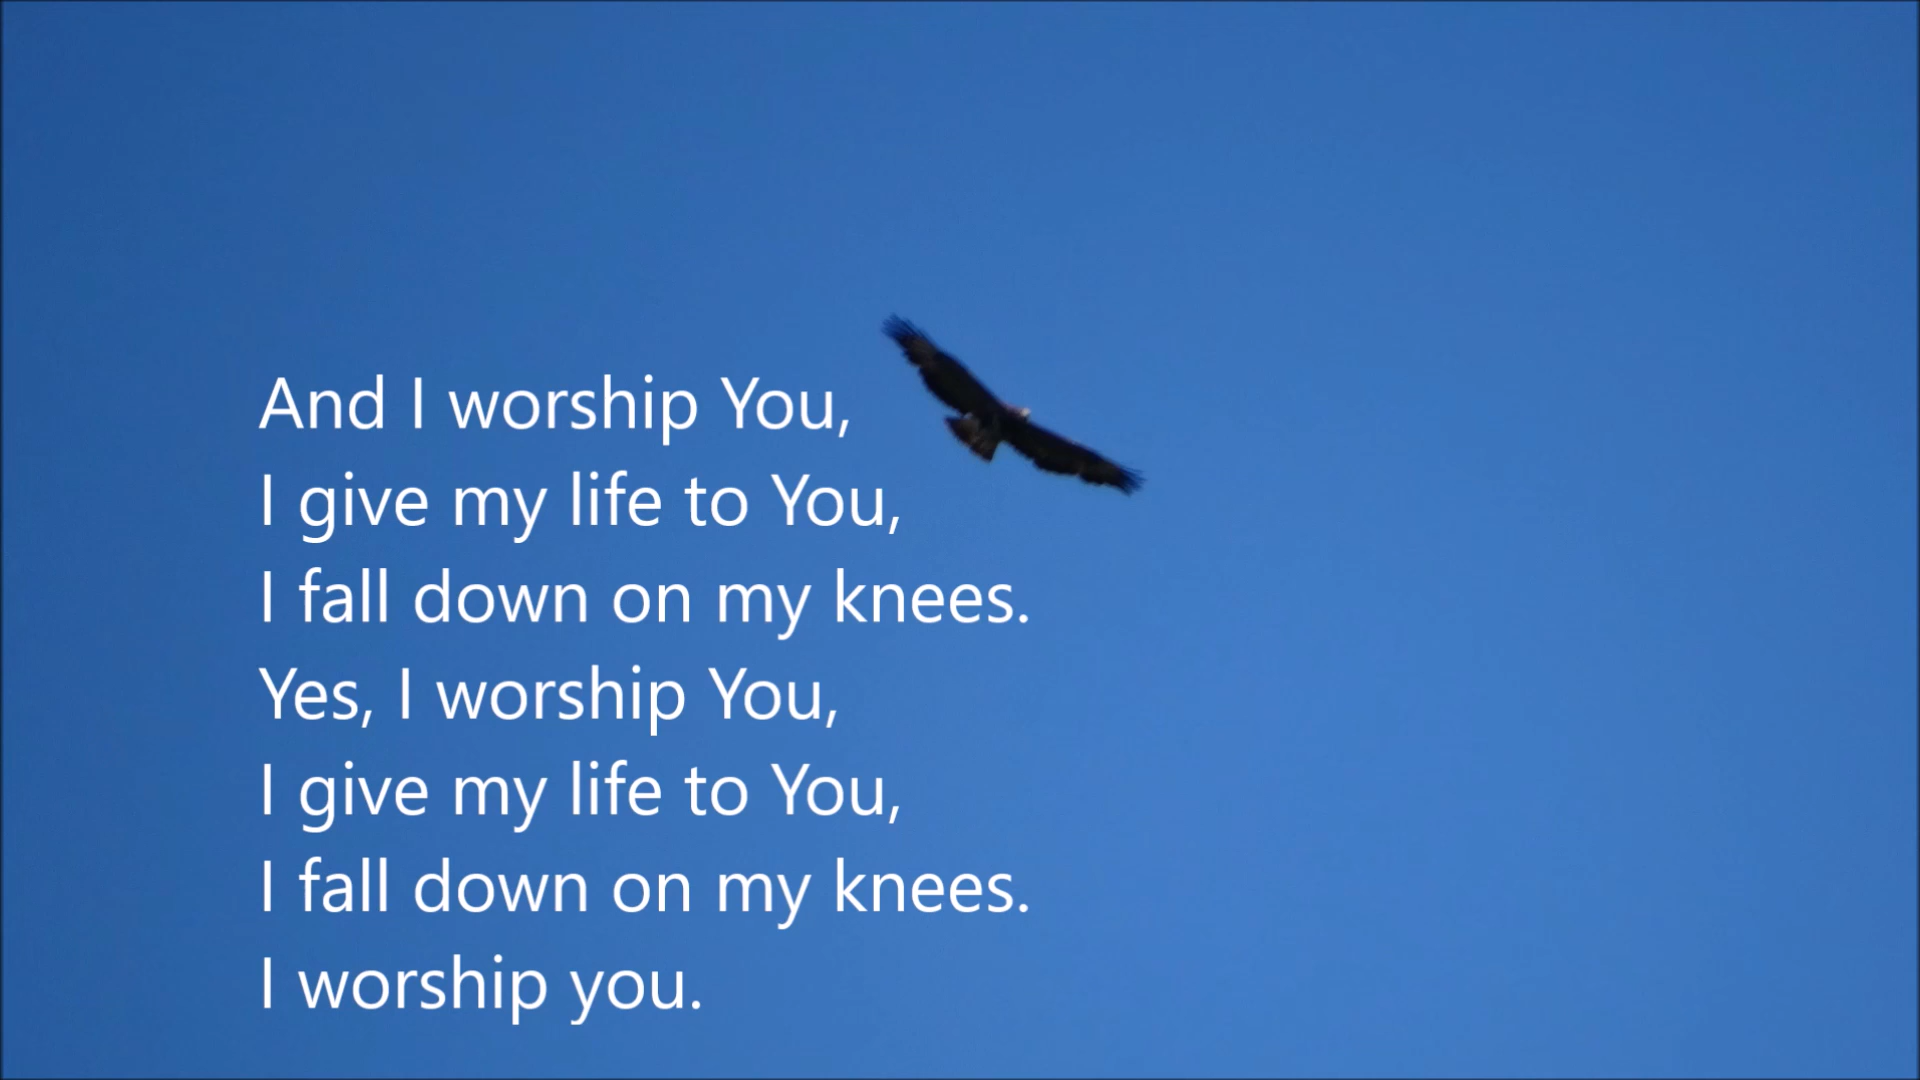 And I worship You,
I give my life to You,
I fall down on my knees.
Yes, I worship You,
I give my life to You,
I fall down on my knees.
I worship you.